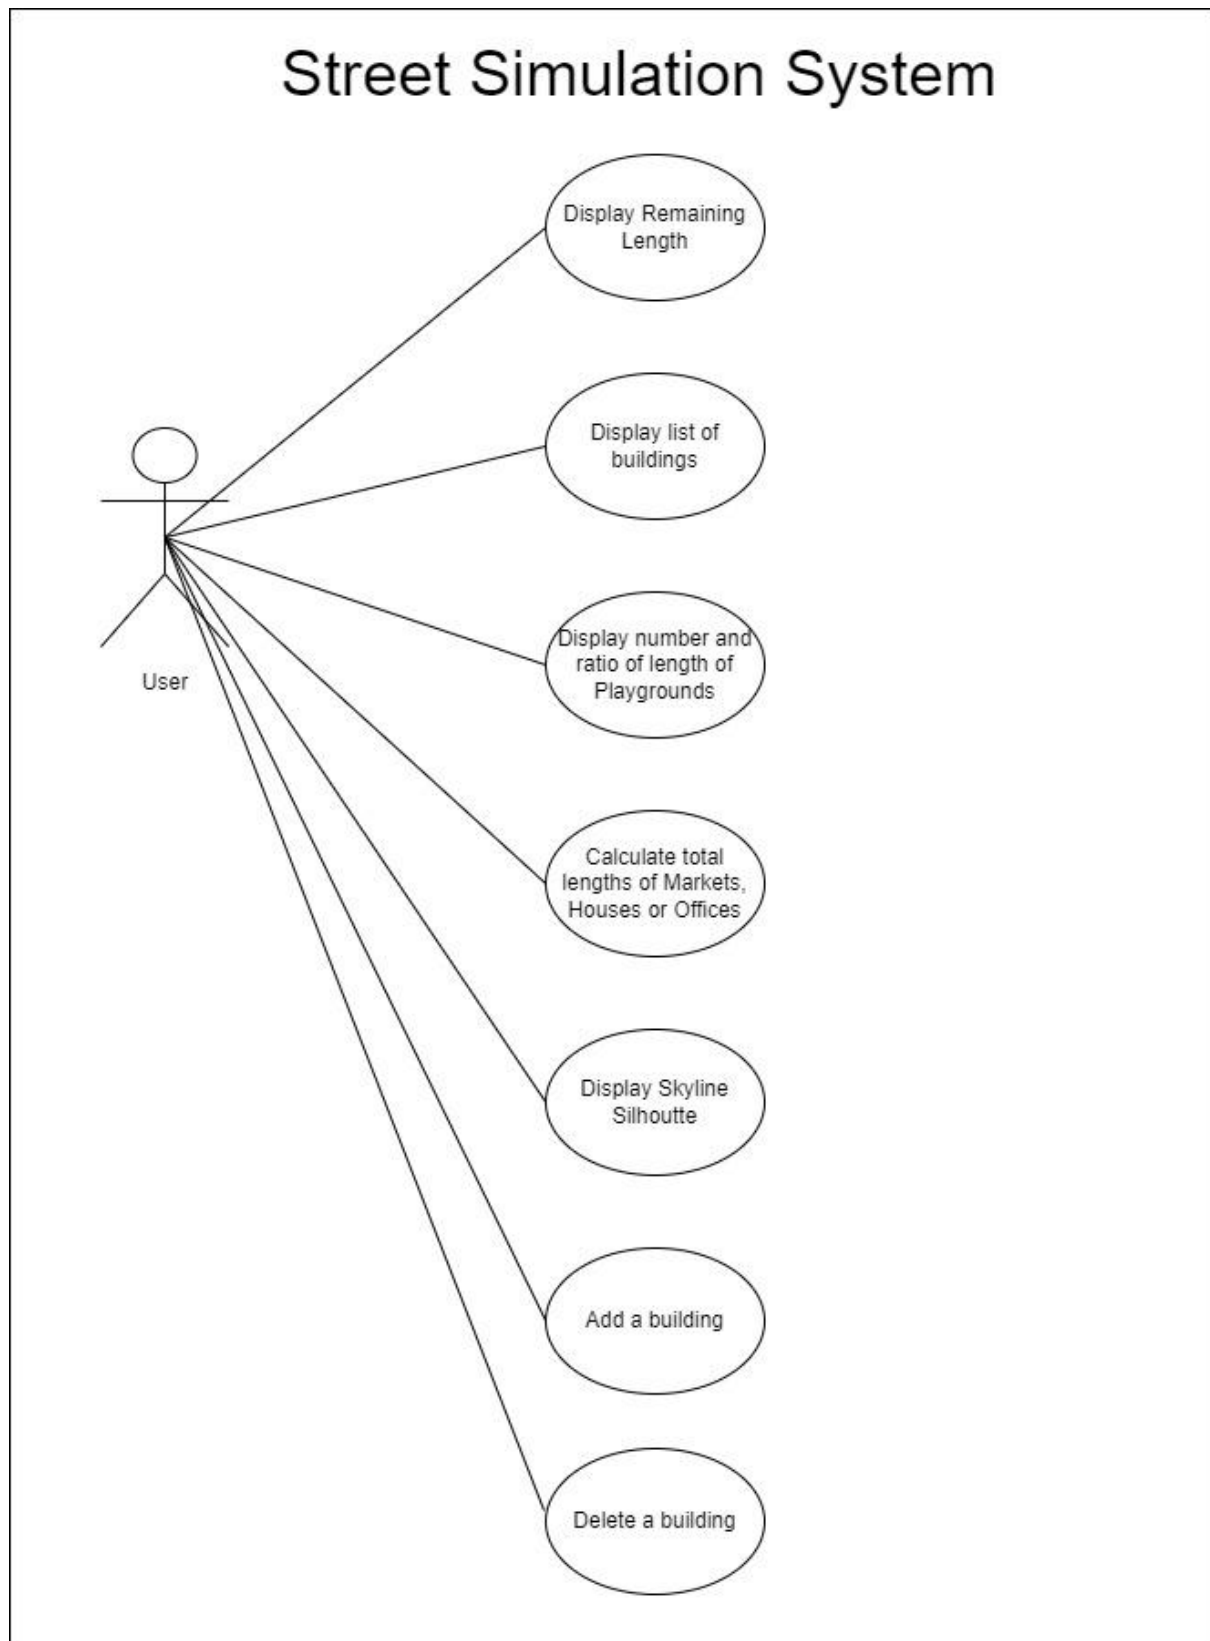 Street Simulation System
Display Remaining
Length
Display list of
buildings
Display number and
ratio of length of
Playgrounds
User
Calculate total
lengths of Markets,
Houses or Offices
Display Skyline
Silhoutte
Add a building
Delete a building